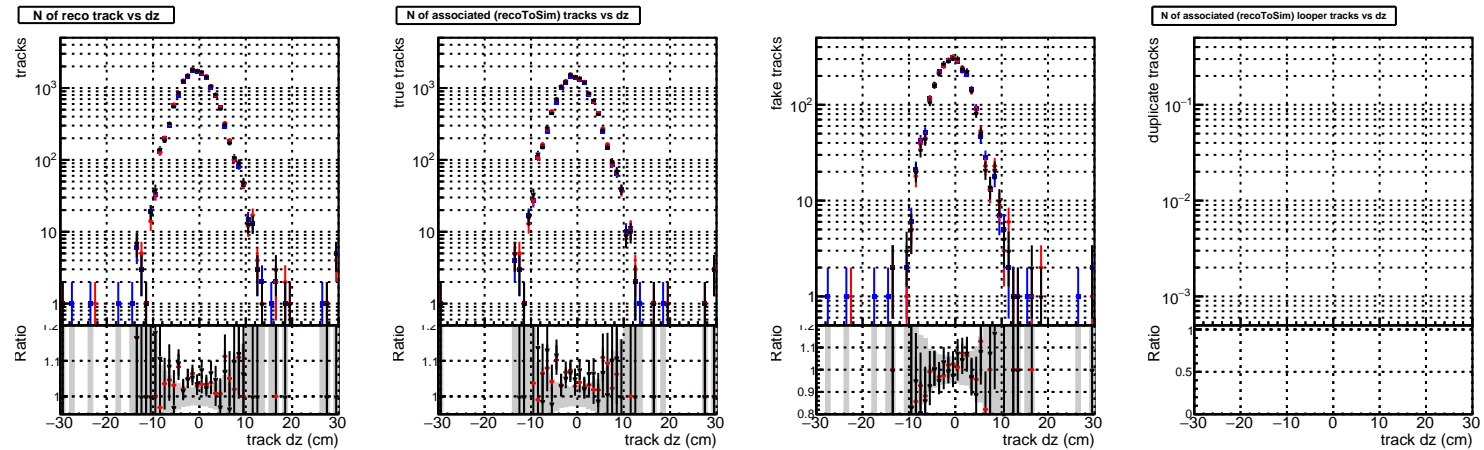 N of reco track vs dz
tracks
10³
10²
10
1
Ratio
1.2
1.1
1
−30 −20 −10 0 10 20 30
track dz (cm)
N of associated (recoToSim) tracks vs dz
true tracks
10³
10²
10
1
Ratio
1.2
1.1
1
−30 −20 −10 0 10 20 30
track dz (cm)
fake tracks
10²
10
1
Ratio
1.2
1.1
1
0.9
0.8
−30 −20 −10 0 10 20 30
track dz (cm)
N of associated (recoToSim) looper tracks vs dz
duplicate tracks
10⁻¹
10⁻²
10⁻³
Ratio
1
0.5
0
−30 −20 −10 0 10 20 30
track dz (cm)